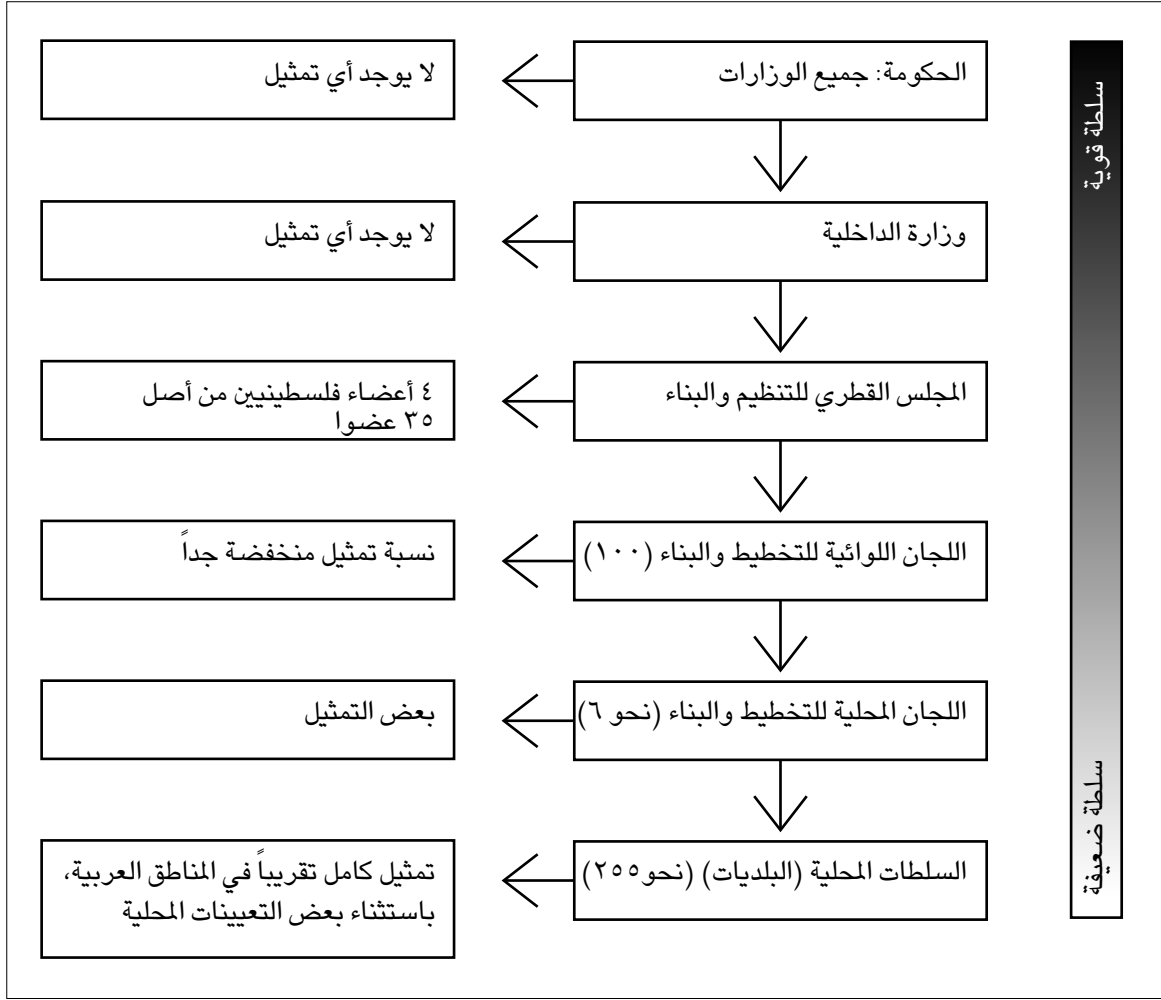 سلطة قوية
الحكومة: جميع الوزارات
لا يوجد أي تمثيل
وزارة الداخلية
لا يوجد أي تمثيل
المجلس القطري للتنظيم والبناء
٤ أعضاء فلسطينيين من أصل
٣٥ عضوا
اللجان اللوائية للتخطيط والبناء (١٠٠)
نسبة تمثيل منخفضة جداً
اللجان المحلية للتخطيط والبناء (نحو ٦)
بعض التمثيل
السلطات المحلية (البلديات) (نحو٢٥٥)
تمثيل كامل تقريباً في المناطق العربية،
باستثناء بعض التعيينات المحلية
سلطة ضعيفة